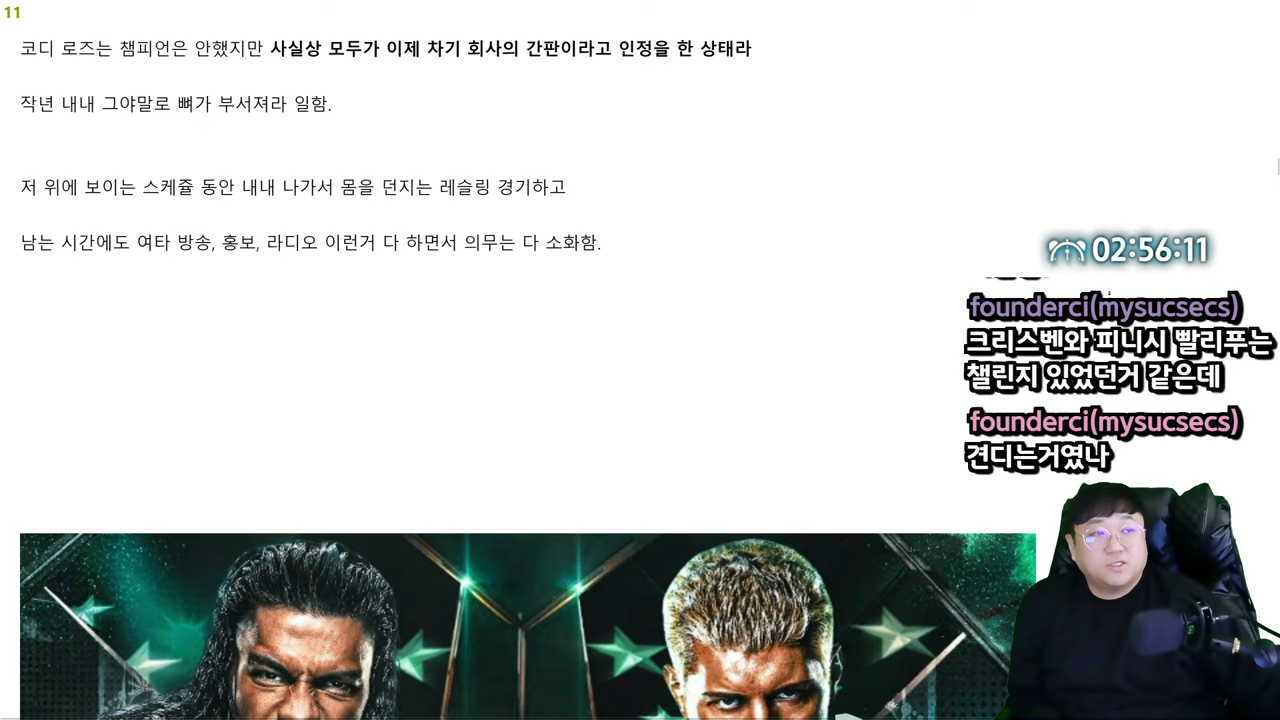 11
코디 로즈는 챔피언은 안했지만 사실상 모두가 이제 차기 회사의 간판이라고 인정을 한 상태라
작년 내내 그야말로 뼈가 부서져라 일함.
저 위에 보이는 스케쥴 동안 내내 나가서 몸을 던지는 레슬링 경기하고
남는 시간에도 여타 방송, 홍보, 라디오 이런거 다 하면서 의무는 다 소화함.
02:56:11
founderci(mysucsecs)
크리스벤와 피니시 빨리푸는
챌린지 있었던거 같은데
founderci(mysucsecs)
견디는거였나